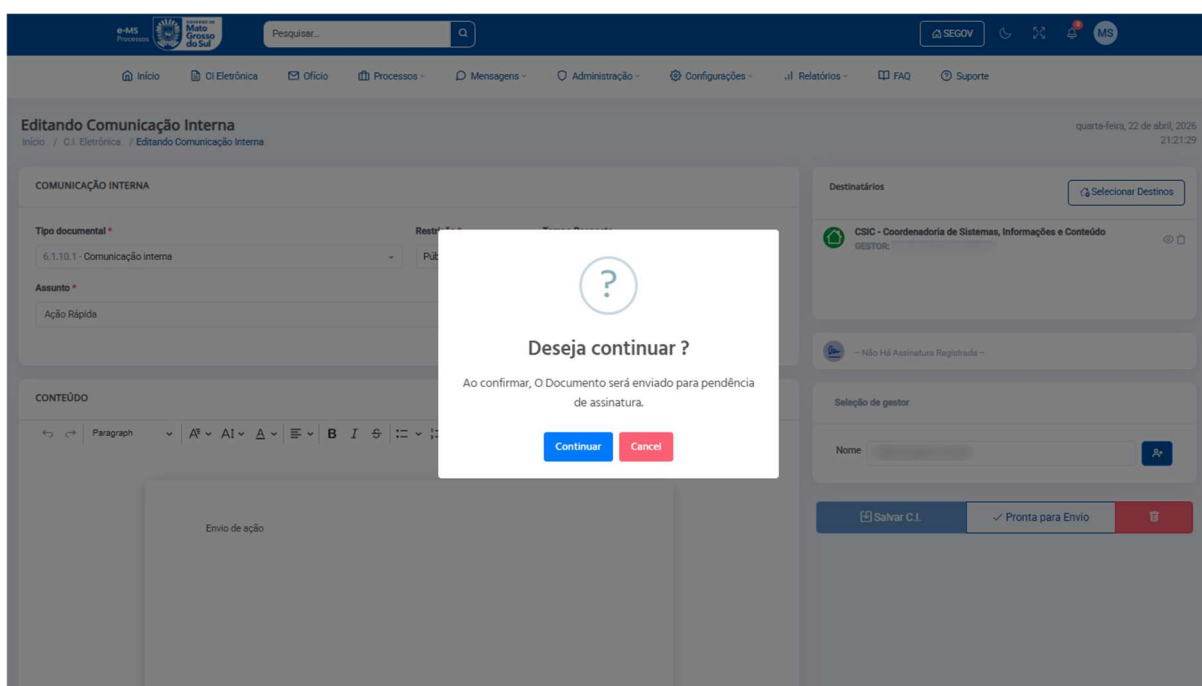 e-MS
Processos
GOVERNO DE
Mato
Grosso
do Sul
Pesquisar...
SEGOV
MS
Início
CI Eletrônica
Ofício
Processos
Mensagens
Administração
Configurações
Relatórios
FAQ
Suporte
Editando Comunicação Interna
Início / C.I. Eletrônica / Editando Comunicação Interna
quarta-feira, 22 de abril, 2026
21:21:29
COMUNICAÇÃO INTERNA
Tipo documental *
6.1.10.1 - Comunicação interna
Assunto *
Ação Rápida
Destinatários
Selecionar Destinos
CSIC - Coordenadoria de Sistemas, Informações e Conteúdo
GESTOR:
Deseja continuar ?
Ao confirmar, O Documento será enviado para pendência
de assinatura.
Continuar
Cancel
– Não Há Assinatura Registrada –
CONTEÚDO
Paragraph
Envio de ação
Seleção de gestor
Nome
Salvar C.I.
Pronta para Envio